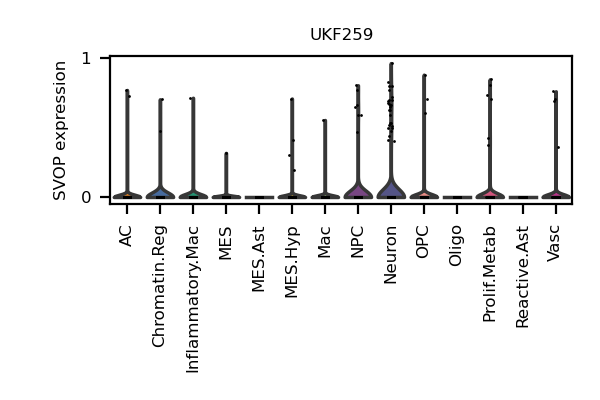 UKF259
SVOP expression
1
0
AC
Chromatin.Reg
Inflammatory.Mac
MES
MES.Ast
MES.Hyp
Mac
NPC
Neuron
OPC
Oligo
Prolif.Metab
Reactive.Ast
Vasc